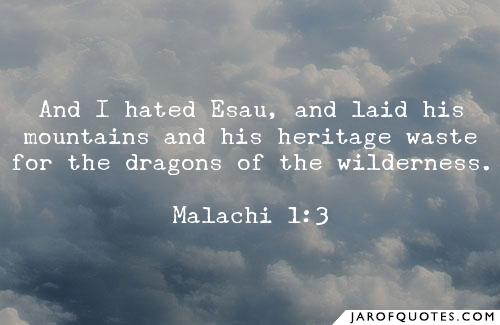 And I hated Esau, and laid his
mountains and his heritage waste
for the dragons of the wilderness.
Malachi 1:3
JAROFQUOTES.COM